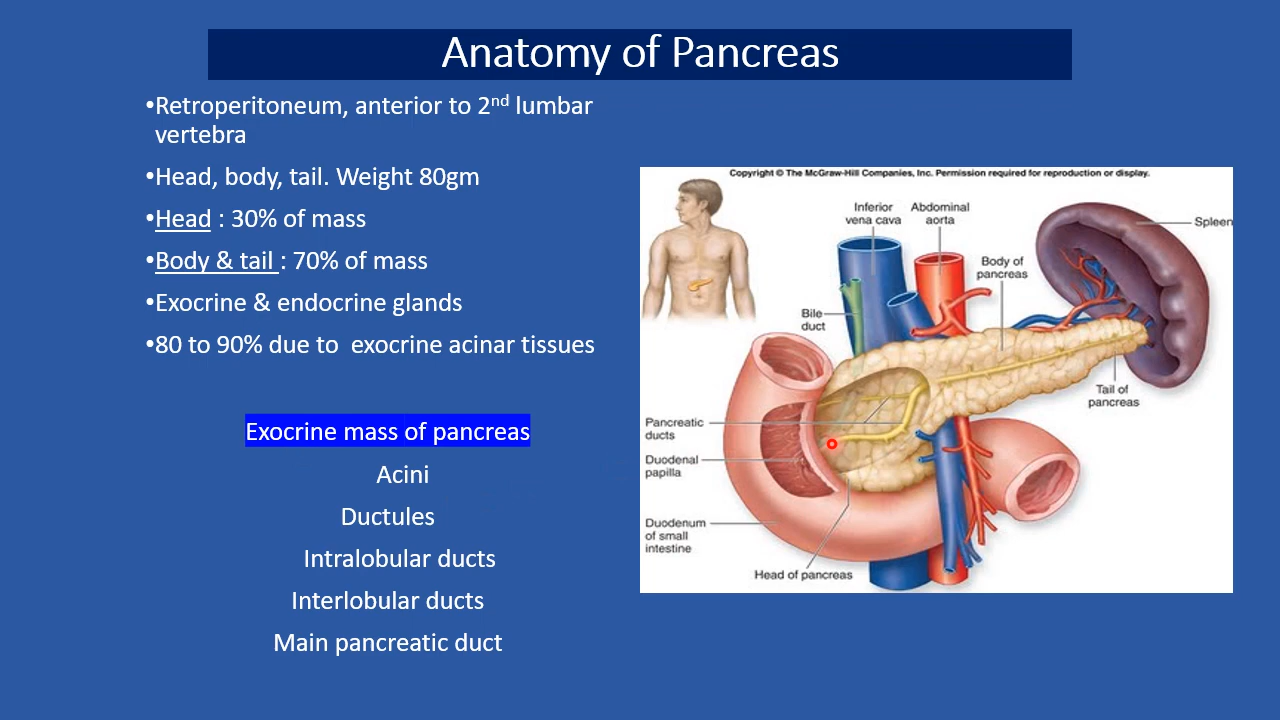 Anatomy of Pancreas
•Retroperitoneum, anterior to 2nd lumbar
vertebra
•Head, body, tail. Weight 80gm
•Head : 30% of mass
•Body & tail : 70% of mass
•Exocrine & endocrine glands
•80 to 90% due to  exocrine acinar tissues
Exocrine mass of pancreas
Acini
Ductules
Intralobular ducts
Interlobular ducts
Main pancreatic duct
Copyright © The McGraw-Hill Companies, Inc. Permission required for reproduction or display.
Inferior
vena cava
Abdominal
aorta
Spleen
Body of
pancreas
Bile
duct
Tail of
pancreas
Pancreatic
ducts
Duodenal
papilla
Duodenum
of small
intestine
Head of pancreas